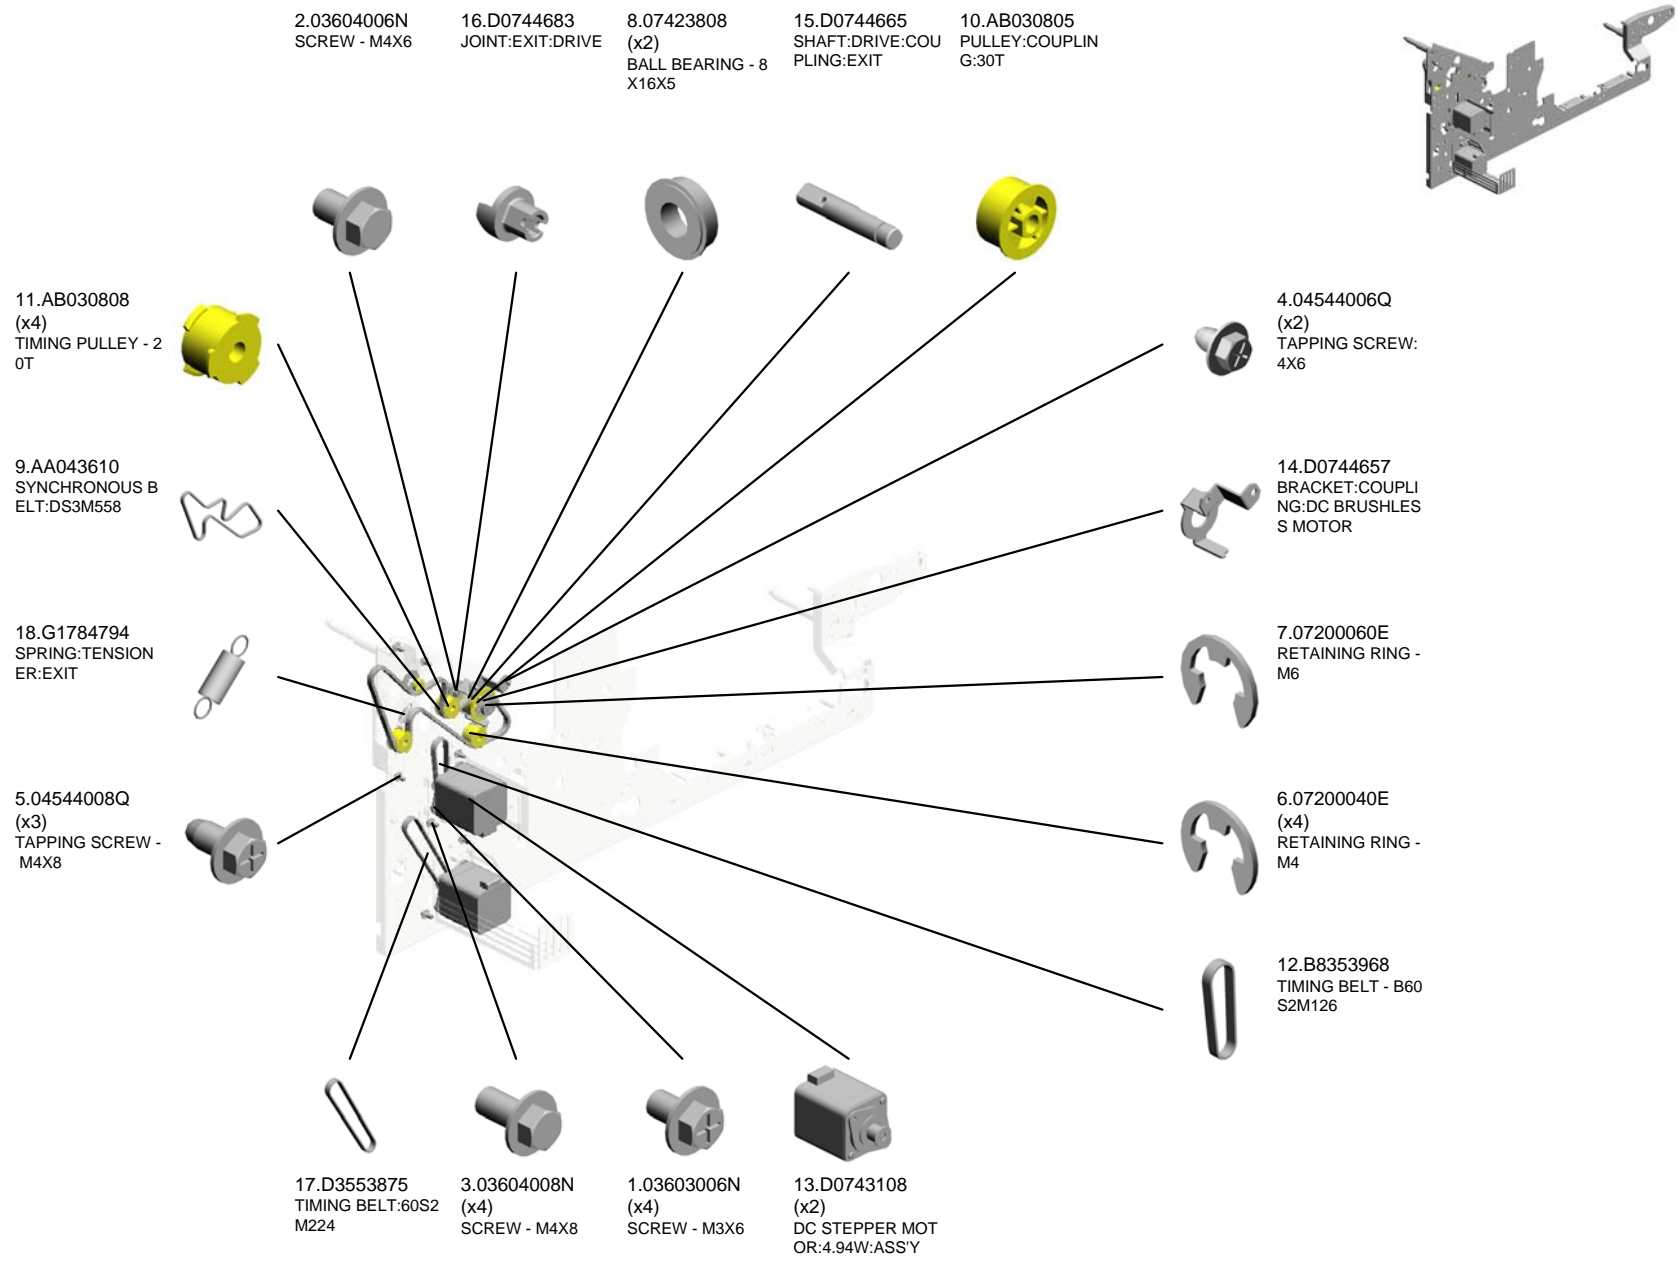 2.03604006N
SCREW - M4X6
16.D0744683
JOINT:EXIT:DRIVE
8.07423808
(x2)
BALL BEARING - 8
X16X5
15.D0744665
SHAFT:DRIVE:COU
PLING:EXIT
10.AB030805
PULLEY:COUPLIN
G:30T
11.AB030808
(x4)
TIMING PULLEY - 2
0T
4.04544006Q
(x2)
TAPPING SCREW:
4X6
9.AA043610
SYNCHRONOUS B
ELT:DS3M558
14.D0744657
BRACKET:COUPLI
NG:DC BRUSHLES
S MOTOR
18.G1784794
SPRING:TENSION
ER:EXIT
7.07200060E
RETAINING RING -
M6
5.04544008Q
(x3)
TAPPING SCREW -
M4X8
6.07200040E
(x4)
RETAINING RING -
M4
12.B8353968
TIMING BELT - B60
S2M126
17.D3553875
TIMING BELT:60S2
M224
3.03604008N
(x4)
SCREW - M4X8
1.03603006N
(x4)
SCREW - M3X6
13.D0743108
(x2)
DC STEPPER MOT
OR:4.94W:ASS'Y